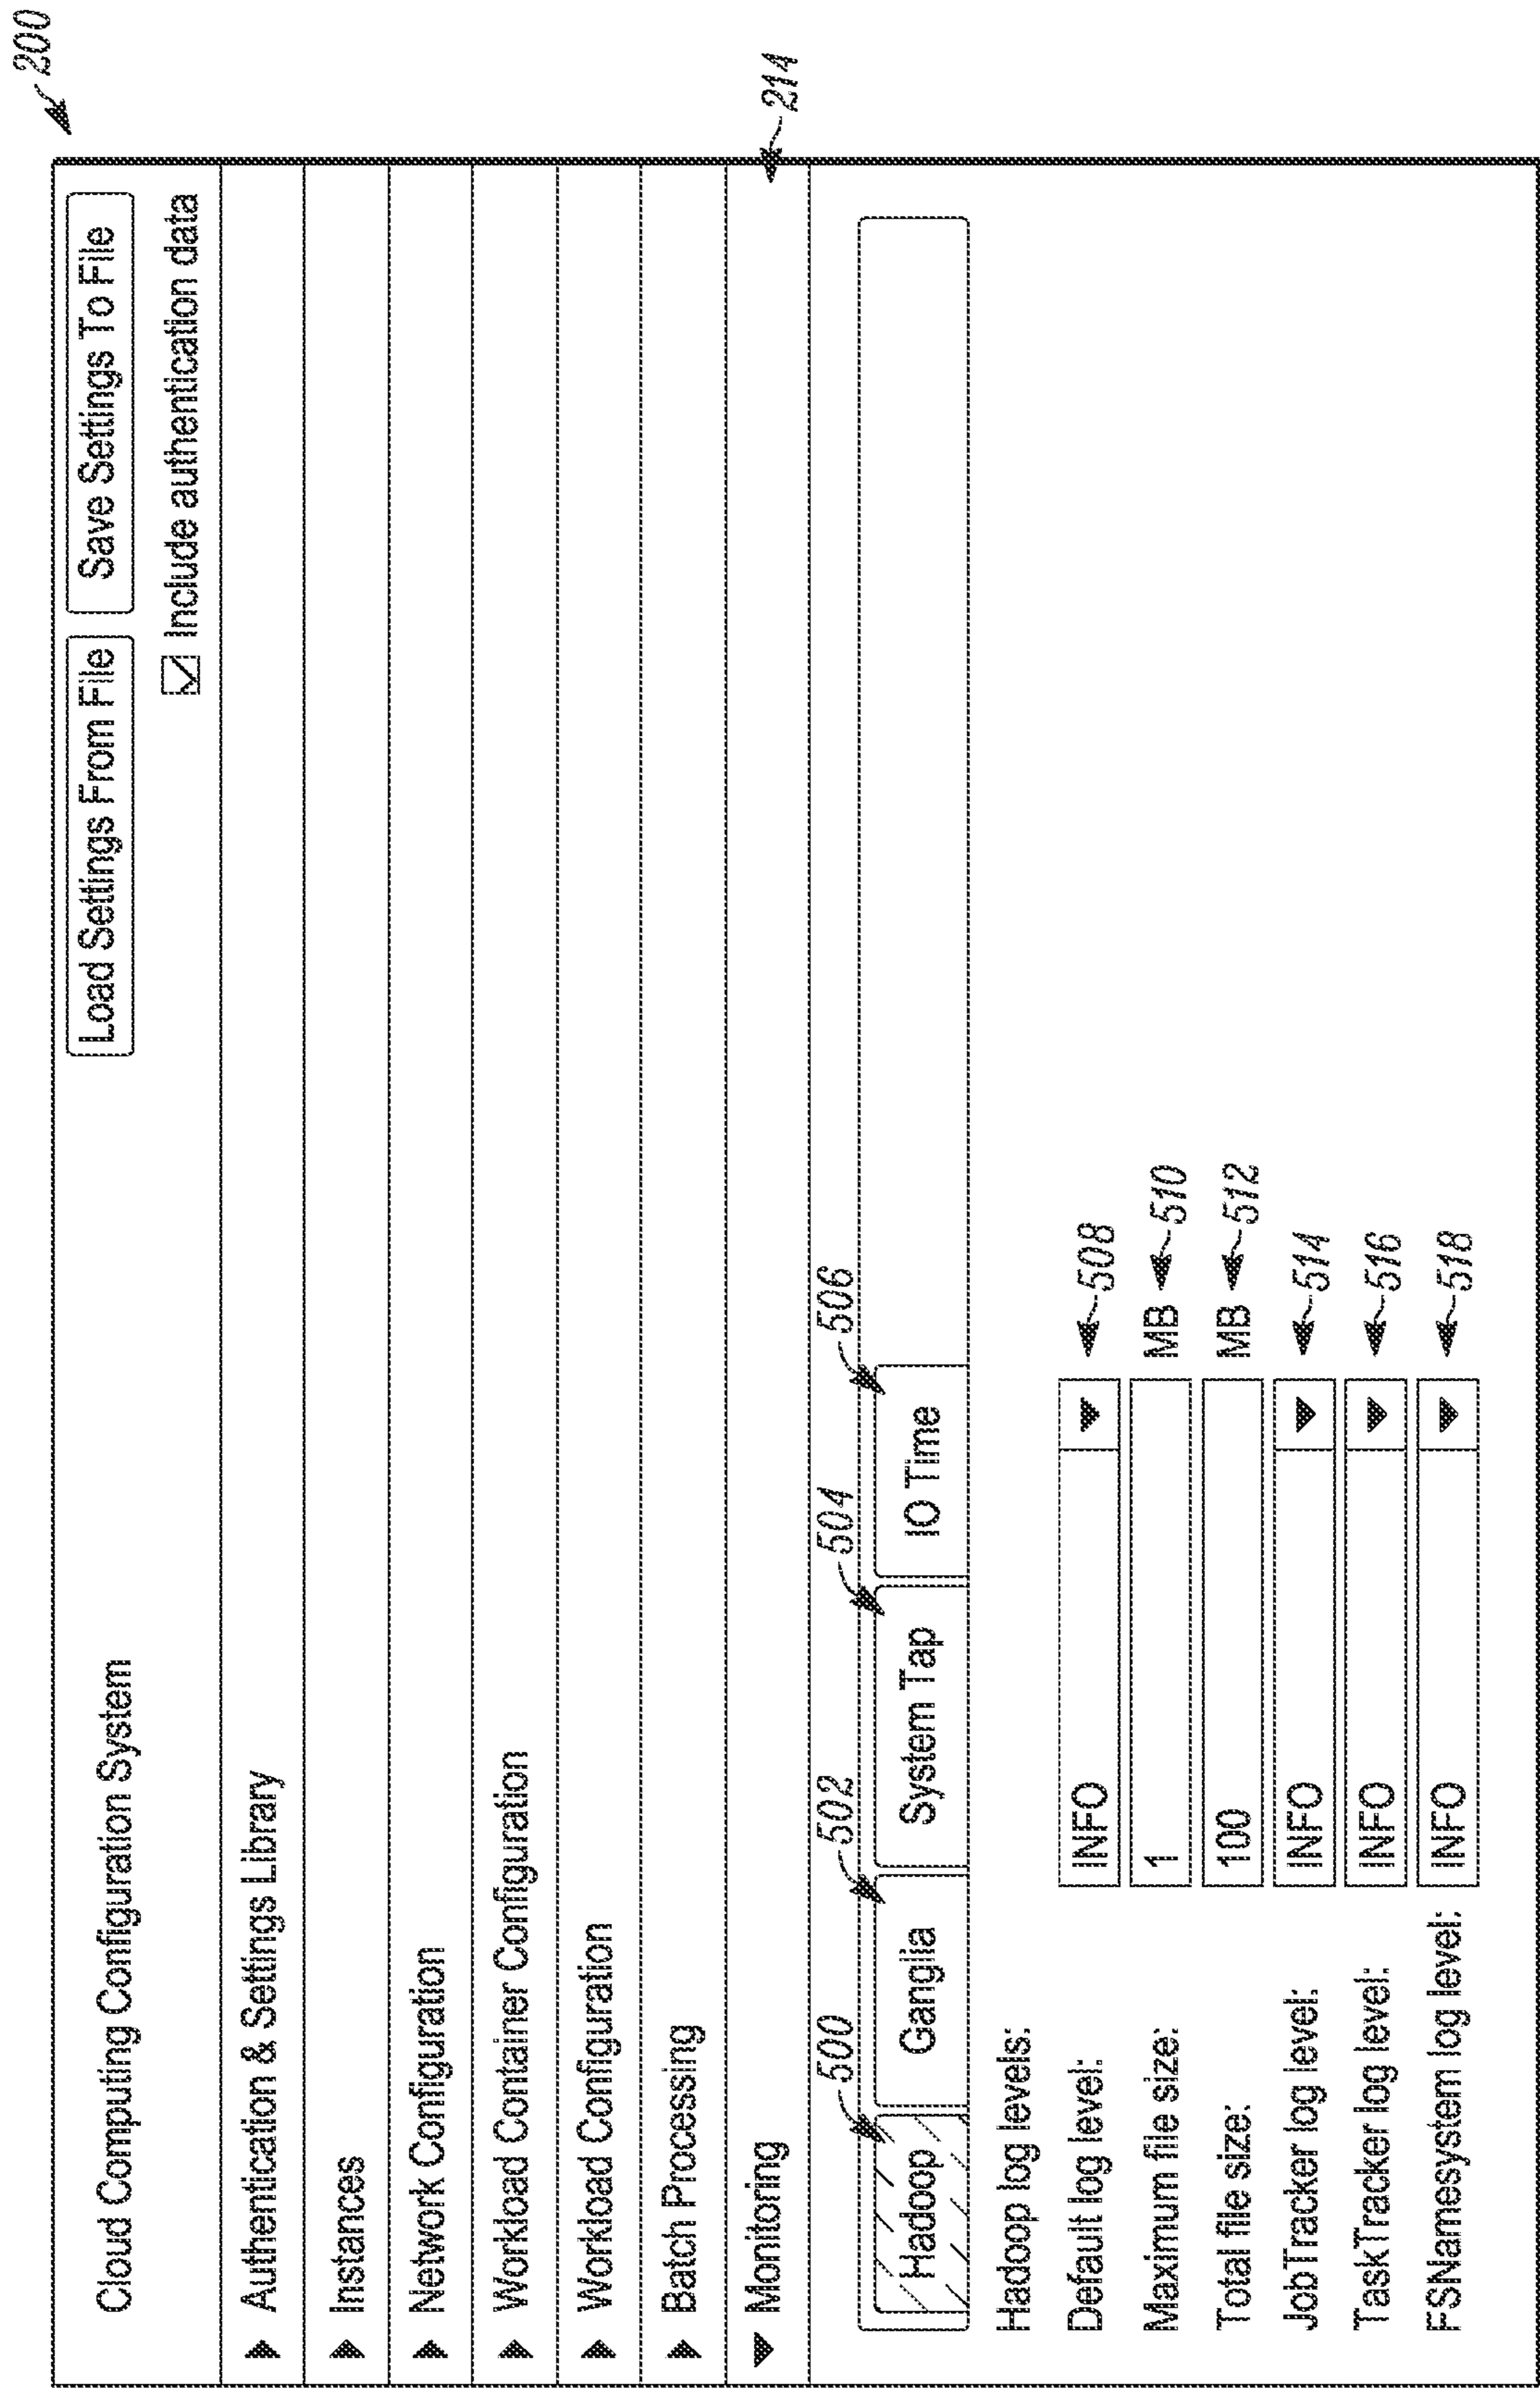 200
Cloud Computing Configuration System
Load Settings From File
Save Settings To File
Include authentication data
Authentication & Settings Library
Instances
Network Configuration
Workload Container Configuration
Workload Configuration
Batch Processing
Monitoring
214
500
502
504
506
Hadoop
Ganglia
System Tap
IO Time
Hadoop log levels:
Default log level: INFO 508
Maximum file size: 1 MB 510
Total file size: 100 MB 512
JobTracker log level: INFO 514
TaskTracker log level: INFO 516
FSNamesystem log level: INFO 518